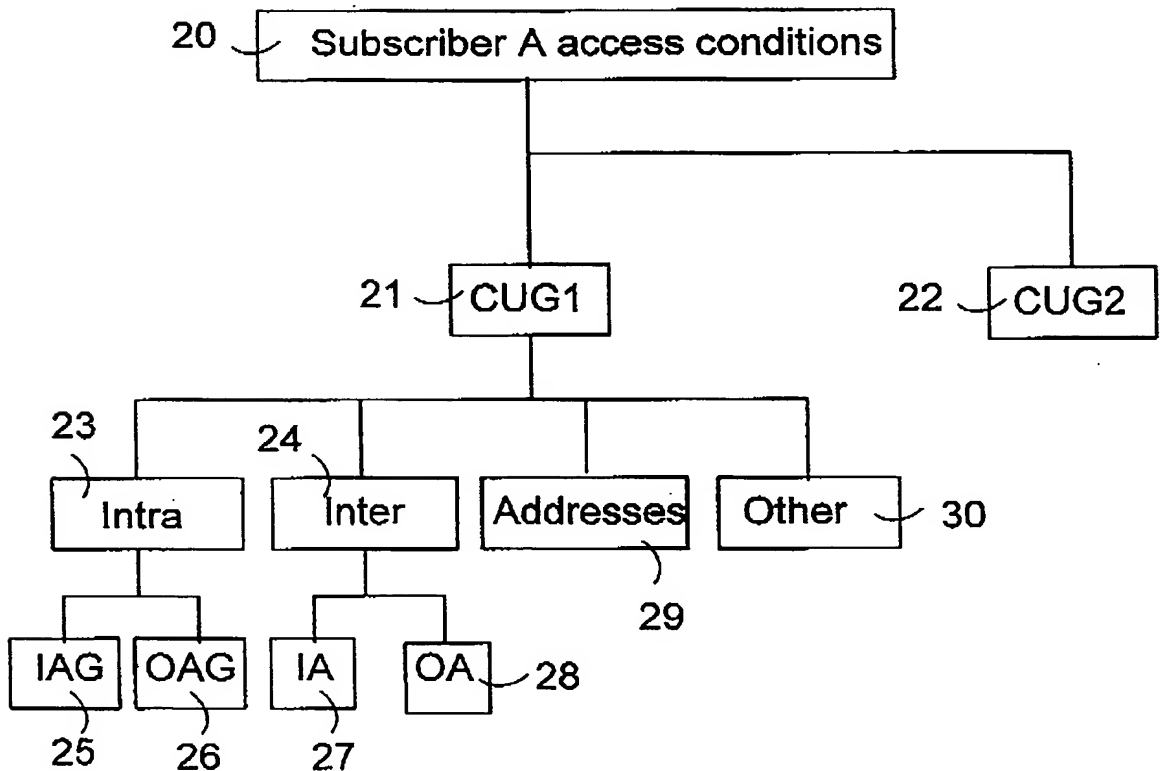 20 Subscriber A access conditions
21 CUG1 22 CUG2
23 24
Intra Inter Addresses Other 30
29
IAG OAG IA OA 28
25 26 27